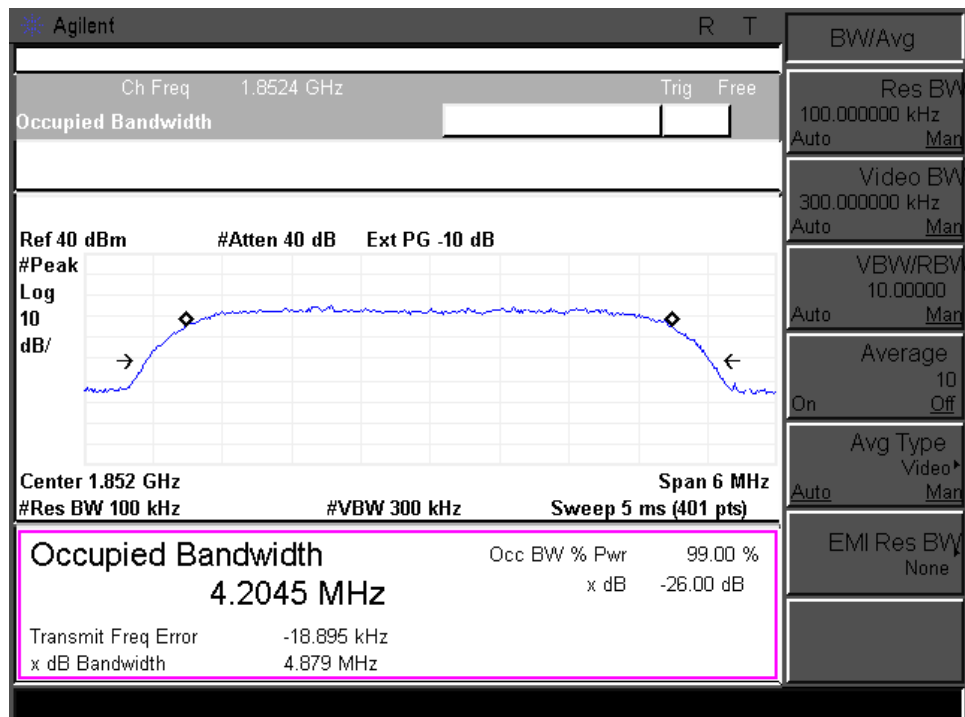 Agilent R T
Ch Freq 1.8524 GHz Trig Free
Occupied Bandwidth
Ref 40 dBm #Atten 40 dB Ext PG -10 dB
#Peak
Log
10
dB/
Center 1.852 GHz Span 6 MHz
#Res BW 100 kHz #VBW 300 kHz Sweep 5 ms (401 pts)
Occupied Bandwidth Occ BW % Pwr 99.00 %
4.2045 MHz x dB -26.00 dB
Transmit Freq Error -18.895 kHz
x dB Bandwidth 4.879 MHz
BW/Avg
Res BW
100.000000 kHz
Auto Man
Video BW
300.000000 kHz
Auto Man
VBW/RBW
10.00000
Auto Man
Average
10
On Off
Avg Type
Video
Auto Man
EMI Res BW
None